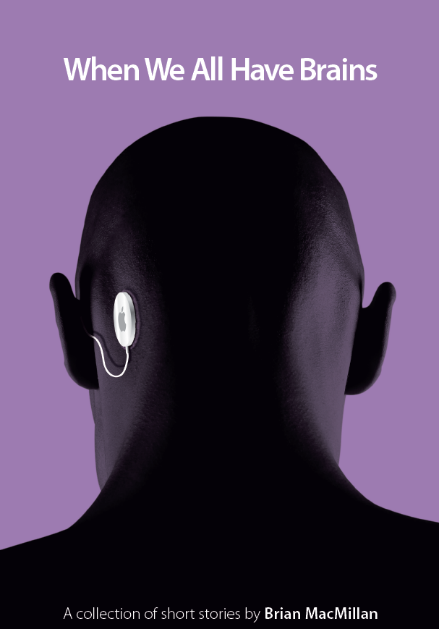 When We All Have Brains
A collection of short stories by Brian MacMillan